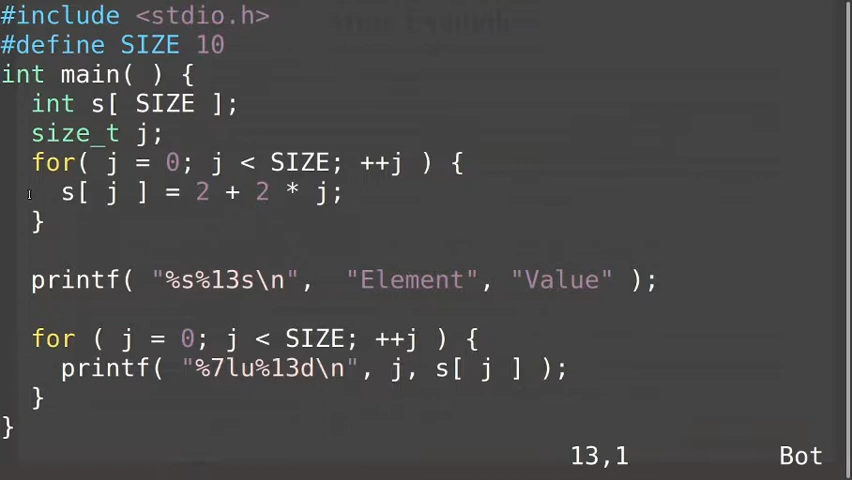 #include <stdio.h>
#define SIZE 10
int main( ) {
  int s[ SIZE ];
  size_t j;
  for( j = 0; j < SIZE; ++j ) {
    s[ j ] = 2 + 2 * j;
  }
  printf( "%s%13s\n",  "Element", "Value" );
  for ( j = 0; j < SIZE; ++j ) {
    printf( "%7lu%13d\n", j, s[ j ] );
  }
}
13,1 Bot